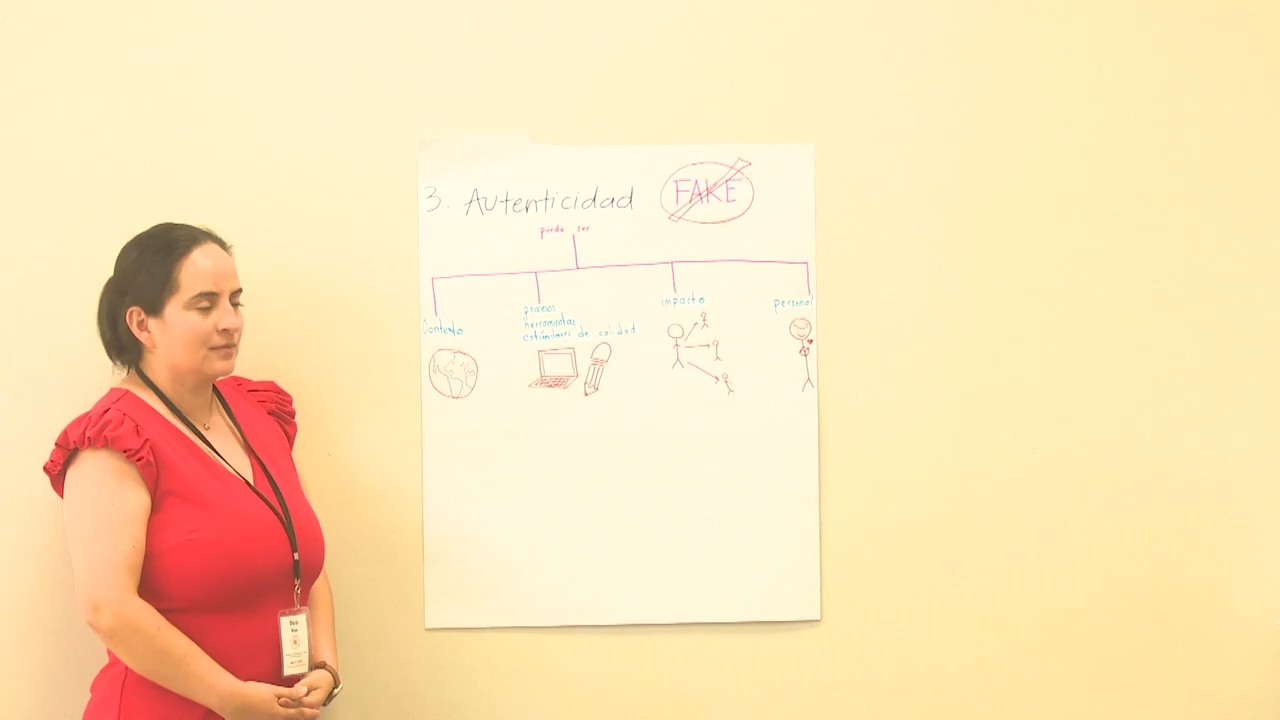 3. Autenticidad
FAKE
puede ser
Contexto
procesos
herramientas
estándares de calidad
impacto
personal